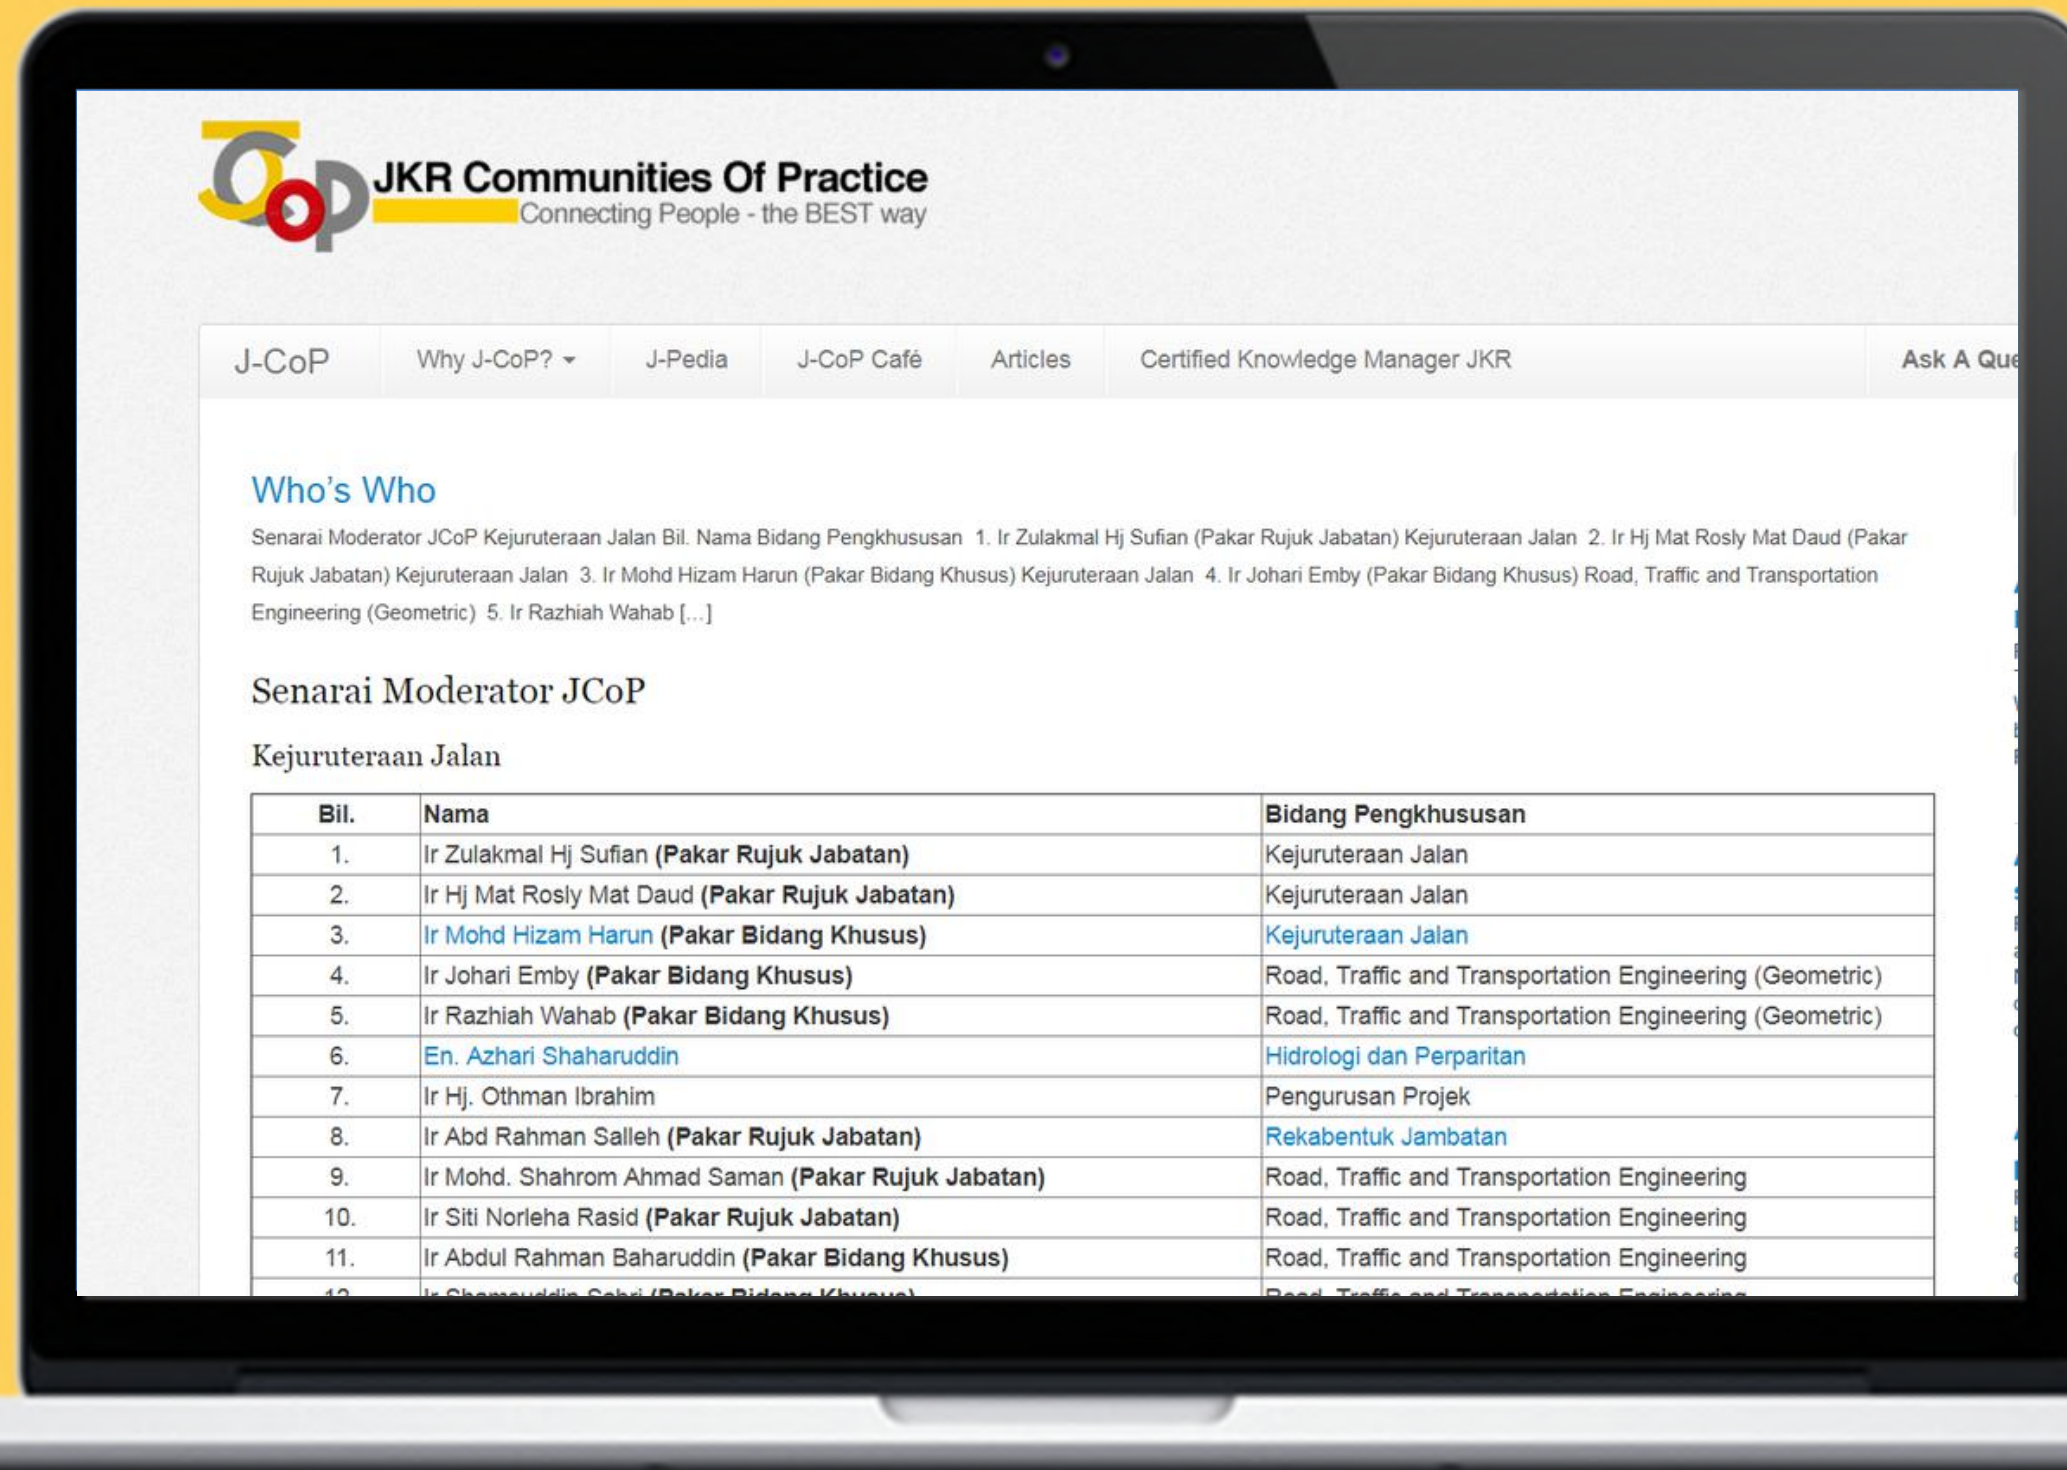 JCoP JKR Communities Of Practice
Connecting People - the BEST way
J-CoP Why J-CoP? J-Pedia J-CoP Café Articles Certified Knowledge Manager JKR Ask A
Who's Who
Senarai Moderator JCoP Kejuruteraan Jalan Bil. Nama Bidang Pengkhususan 1. Ir Zulakmal Hj Sufian (Pakar Rujuk Jabatan) Kejuruteraan Jalan 2. Ir Hj Mat Rosly Mat Daud (Pakar
Rujuk Jabatan) Kejuruteraan Jalan 3. Ir Mohd Hizam Harun (Pakar Bidang Khusus) Kejuruteraan Jalan 4. Ir Johari Emby (Pakar Bidang Khusus) Road, Traffic and Transportation
Engineering (Geometric) 5. Ir Razhiah Wahab [...]
Senarai Moderator JCoP
Kejuruteraan Jalan
Bil. Nama Bidang Pengkhususan
1. Ir Zulakmal Hj Sufian (Pakar Rujuk Jabatan) Kejuruteraan Jalan
2. Ir Hj Mat Rosly Mat Daud (Pakar Rujuk Jabatan) Kejuruteraan Jalan
3. Ir Mohd Hizam Harun (Pakar Bidang Khusus) Kejuruteraan Jalan
4. Ir Johari Emby (Pakar Bidang Khusus) Road, Traffic and Transportation Engineering (Geometric)
5. Ir Razhiah Wahab (Pakar Bidang Khusus) Road, Traffic and Transportation Engineering (Geometric)
6. En. Azhari Shaharuddin Hidrologi dan Perparitan
7. Ir Hj. Othman Ibrahim Pengurusan Projek
8. Ir Abd Rahman Salleh (Pakar Rujuk Jabatan) Rekabentuk Jambatan
9. Ir Mohd. Shahrom Ahmad Saman (Pakar Rujuk Jabatan) Road, Traffic and Transportation Engineering
10. Ir Siti Norleha Rasid (Pakar Rujuk Jabatan) Road, Traffic and Transportation Engineering
11. Ir Abdul Rahman Baharuddin (Pakar Bidang Khusus) Road, Traffic and Transportation Engineering